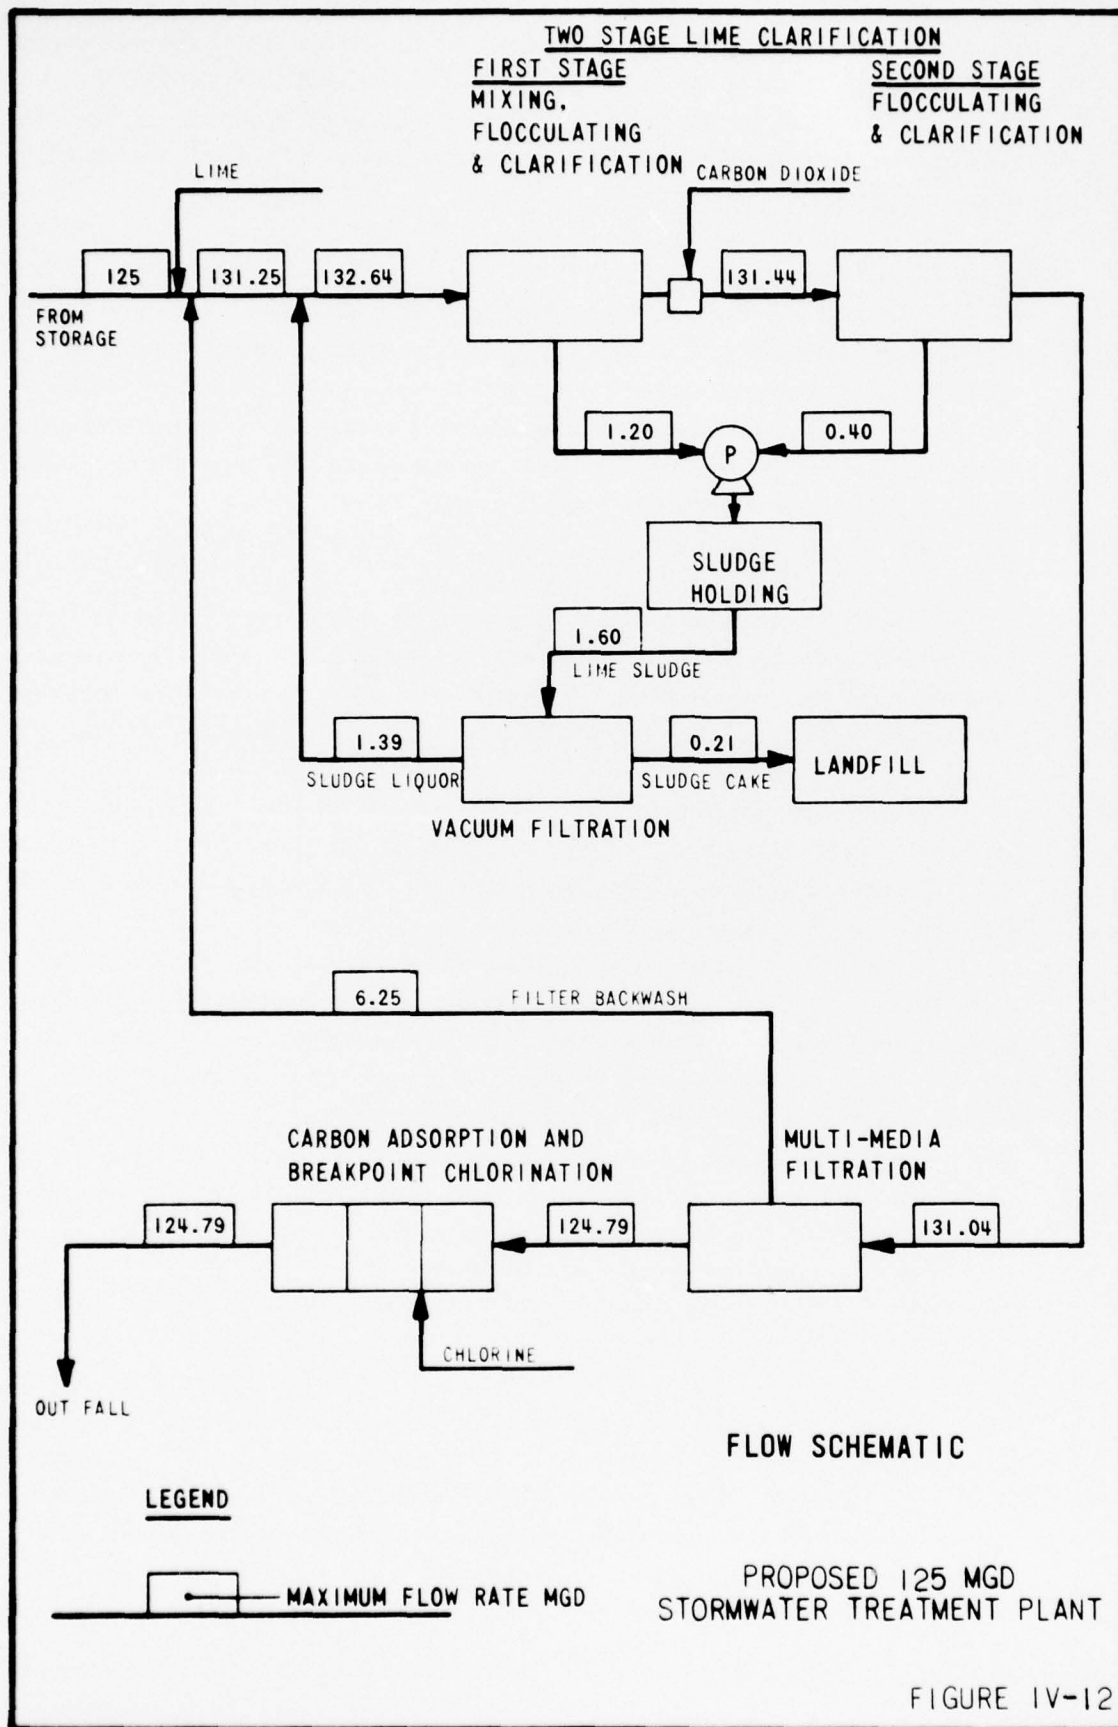 TWO STAGE LIME CLARIFICATION
FIRST STAGE
MIXING,
FLOCCULATING
& CLARIFICATION
SECOND STAGE
FLOCCULATING
& CLARIFICATION
LIME
CARBON DIOXIDE
125
131.25
132.64
131.44
FROM
STORAGE
1.20
P
0.40
SLUDGE
HOLDING
1.60
LIME SLUDGE
1.39
0.21
SLUDGE LIQUOR
SLUDGE CAKE
LANDFILL
VACUUM FILTRATION
6.25
FILTER BACKWASH
CARBON ADSORPTION AND
BREAKPOINT CHLORINATION
MULTI-MEDIA
FILTRATION
124.79
124.79
131.04
CHLORINE
OUT FALL
FLOW SCHEMATIC
LEGEND
MAXIMUM FLOW RATE MGD
PROPOSED 125 MGD
STORMWATER TREATMENT PLANT
FIGURE IV-12